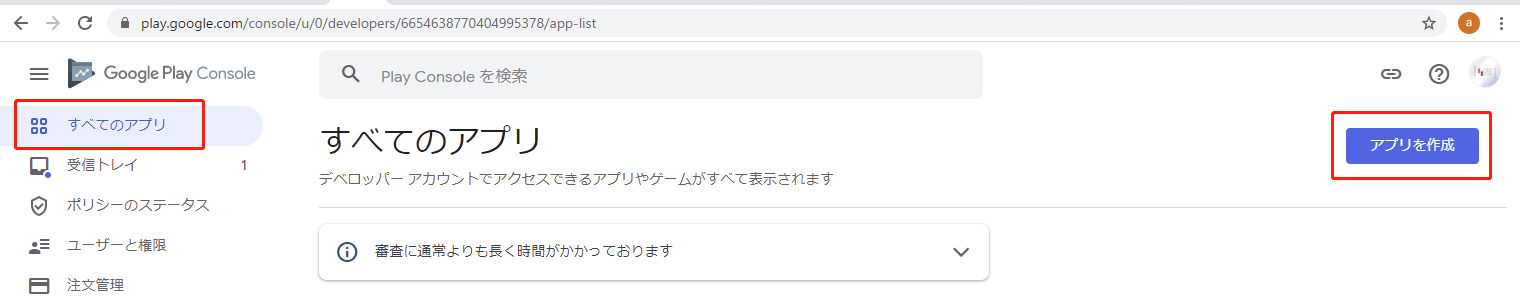 play.google.com/console/u/0/developers/6654638770404995378/app-list
a
Google Play Console
Play Console を検索
すべてのアプリ
受信トレイ 1
ポリシーのステータス
ユーザーと権限
注文管理
すべてのアプリ
アプリを作成
デベロッパー アカウントでアクセスできるアプリやゲームがすべて表示されます
審査に通常よりも長く時間がかかっております